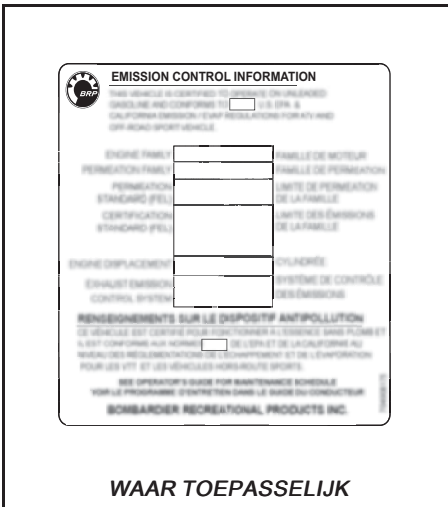 BRP
EMISSION CONTROL INFORMATION
THIS VEHICLE IS CERTIFIED TO OPERATE ON UNLEADED
GASOLINE AND CONFORMS TO U.S. EPA &
CALIFORNIA EMISSION / EVAP REGULATIONS FOR ATV AND
OFF-ROAD SPORT VEHICLE.
ENGINE FAMILY FAMILLE DE MOTEUR
PERMEATION FAMILY FAMILLE DE PERMEATION
PERMEATION LIMITE DE PERMEATION
STANDARD (FEL) DE LA FAMILLE
CERTIFICATION LIMITE DES ÉMISSIONS
STANDARD (FEL) DE LA FAMILLE
ENGINE DISPLACEMENT CYLINDRÉE
EXHAUST EMISSION SYSTÈME DE CONTRÔLE
CONTROL SYSTEM DES ÉMISSIONS
RENSEIGNEMENTS SUR LE DISPOSITIF ANTIPOLLUTION
CE VÉHICULE EST CERTIFIÉ POUR FONCTIONNER À L'ESSENCE SANS PLOMB ET
IL EST CONFORME AUX NORMES DE L'EPA ET DE LA CALIFORNIE AU
NIVEAU DES RÉGLEMENTATIONS DE L'ÉCHAPPEMENT ET DE L'ÉVAPORATION
POUR LES VTT ET LES VÉHICULES HORS-ROUTE SPORTS.
SEE OPERATOR'S GUIDE FOR MAINTENANCE SCHEDULE
VOIR LE PROGRAMME D'ENTRETIEN DANS LE GUIDE DU CONDUCTEUR
BOMBARDIER RECREATIONAL PRODUCTS INC.
WAAR TOEPASSELIJK